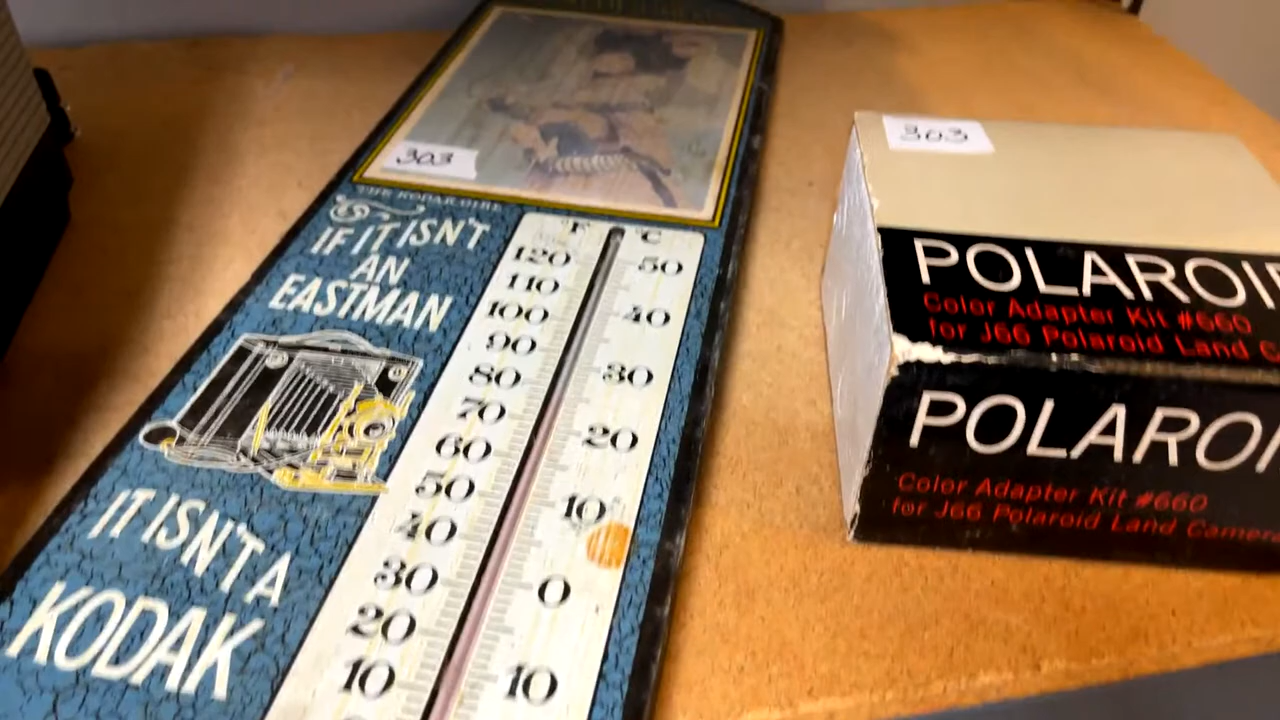 303
THE KODAK GIRL
IF IT ISN'T
AN
EASTMAN
IT ISN'T A
KODAK
°F °C
120
110
100
90
80
70
60
50
40
30
20
10
50
40
30
20
10
0
10
303
POLAROI
Color Adapter Kit #660
for J66 Polaroid Land C
POLAROI
Color Adapter Kit #660
for J66 Polaroid Land Camera